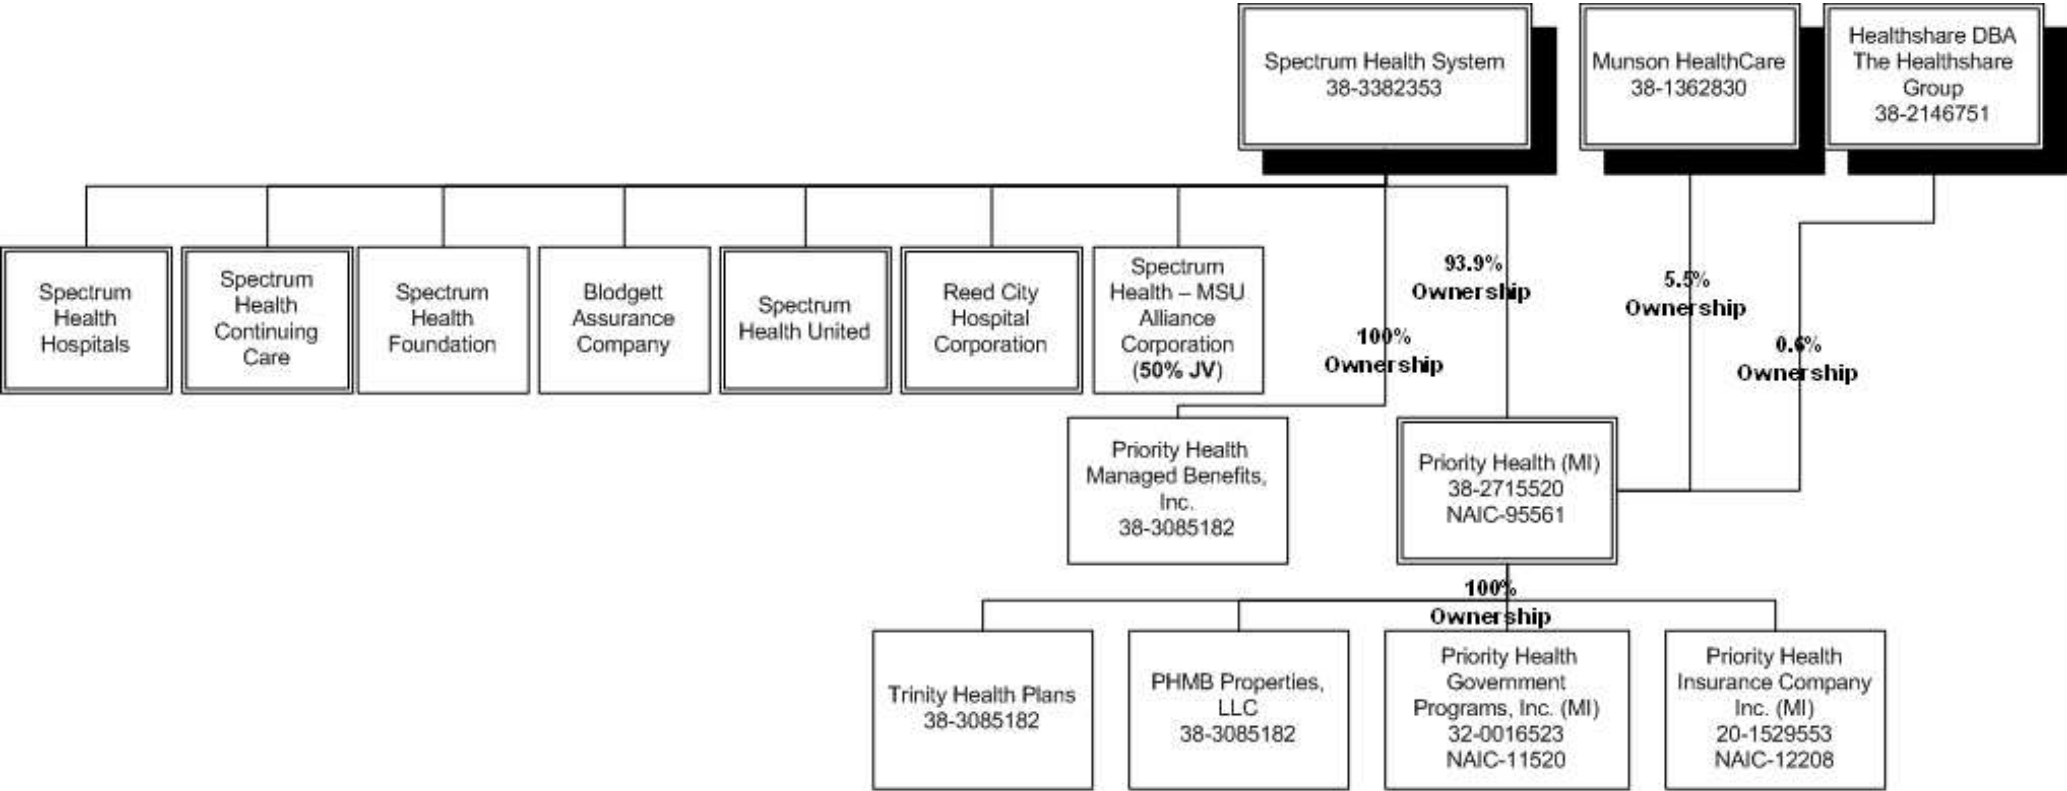 Spectrum Health System
38-3382353
Munson HealthCare
38-1362830
Healthshare DBA
The Healthshare
Group
38-2146751
Spectrum
Health
Hospitals
Spectrum
Health
Continuing
Care
Spectrum
Health
Foundation
Blodgett
Assurance
Company
Spectrum
Health United
Reed City
Hospital
Corporation
Spectrum
Health – MSU
Alliance
Corporation
(50% JV)
100%
Ownership
93.9%
Ownership
5.5%
Ownership
0.6%
Ownership
Priority Health
Managed Benefits,
Inc.
38-3085182
Priority Health (MI)
38-2715520
NAIC-95561
100%
Ownership
Trinity Health Plans
38-3085182
PHMB Properties,
LLC
38-3085182
Priority Health
Government
Programs, Inc. (MI)
32-0016523
NAIC-11520
Priority Health
Insurance Company
Inc. (MI)
20-1529553
NAIC-12208